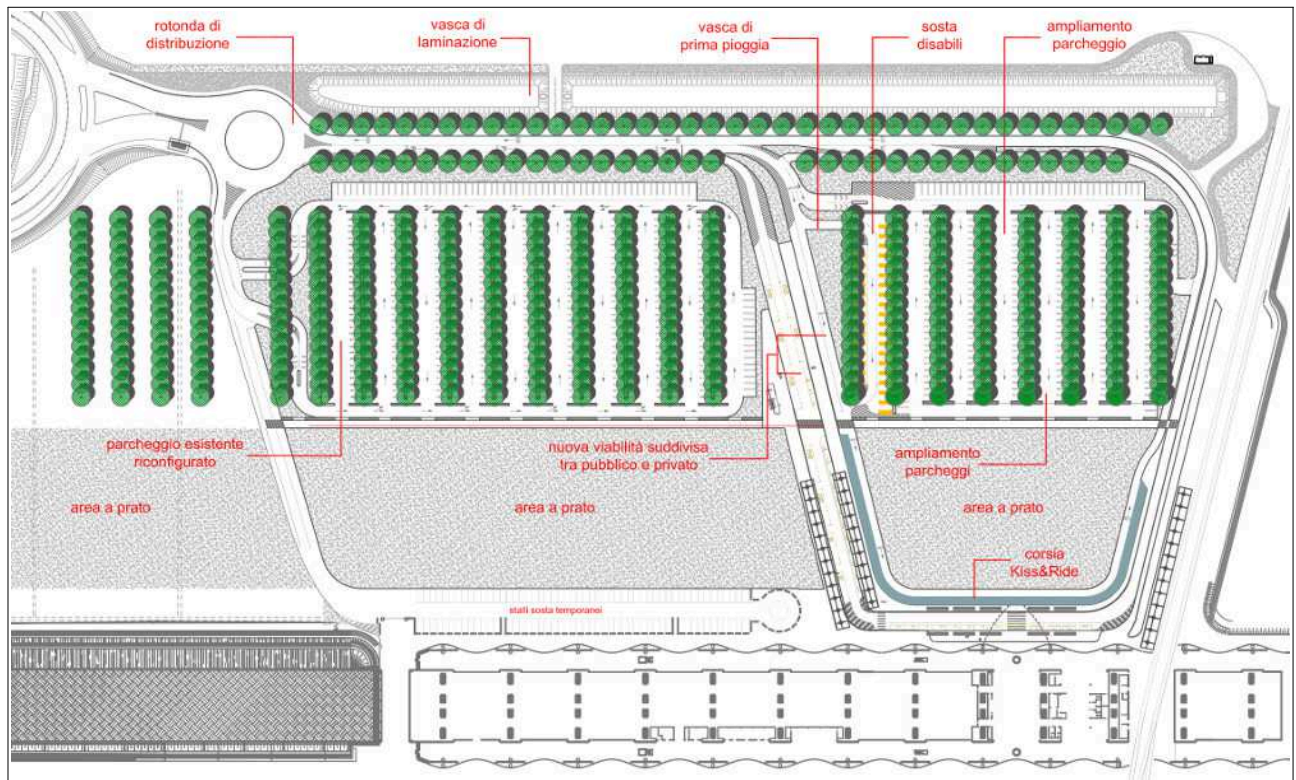 rotonda di
distribuzione
vasca di
laminazione
vasca di
prima pioggia
sosta
disabili
ampliamento
parcheggio
parcheggio esistente
riconfigurato
nuova viabilità suddivisa
tra pubblico e privato
ampliamento
parcheggi
area a prato
area a prato
area a prato
corsia
Kiss&Ride
stalli sosta temporanei